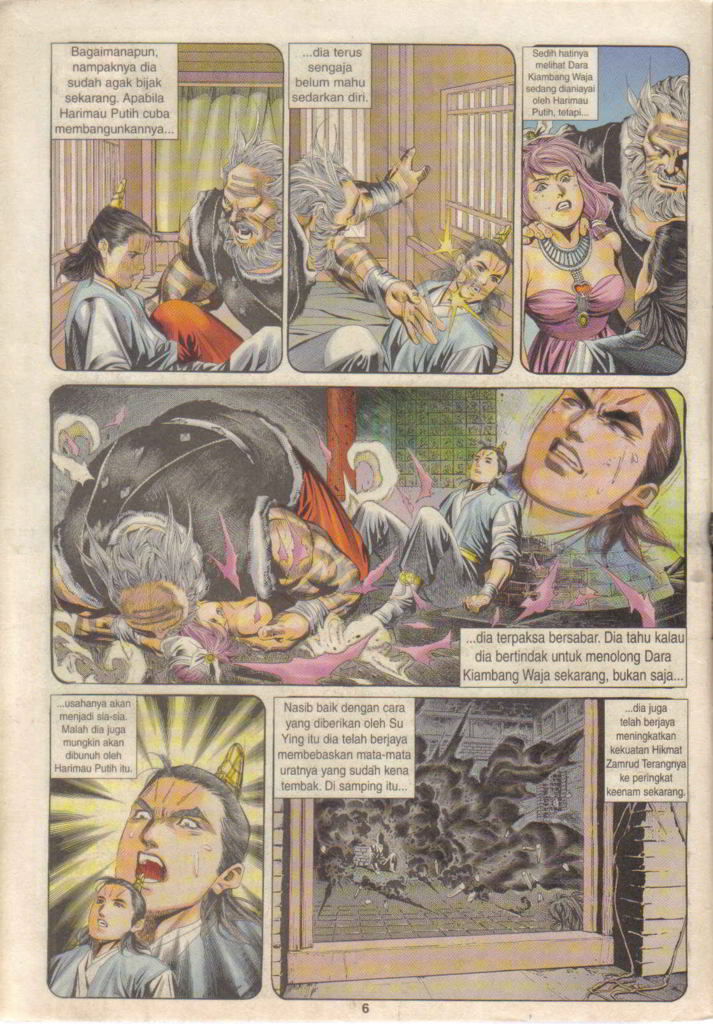 Bagaimanapun,
nampaknya dia
sudah agak bijak
sekarang. Apabila
Harimau Putih cuba
membangunkannya...
...dia terus
sengaja
belum mahu
sedarkan diri.
Sedih hatinya
melihat Dara
Kiambang Waja
sedang dianiayai
oleh Harimau
Putih, tetapi...
...dia terpaksa bersabar. Dia tahu kalau
dia bertindak untuk menolong Dara
Kiambang Waja sekarang, bukan saja...
...usahanya akan
menjadi sia-sia.
Malah dia juga
mungkin akan
dibunuh oleh
Harimau Putih itu.
Nasib baik dengan cara
yang diberikan oleh Su
Ying itu dia telah berjaya
membebaskan mata-mata
uratnya yang sudah kena
tembak. Di samping itu...
...dia juga
telah berjaya
meningkatkan
kekuatan Hikmat
Zamrud Terangnya
ke peringkat
keenam sekarang.
6